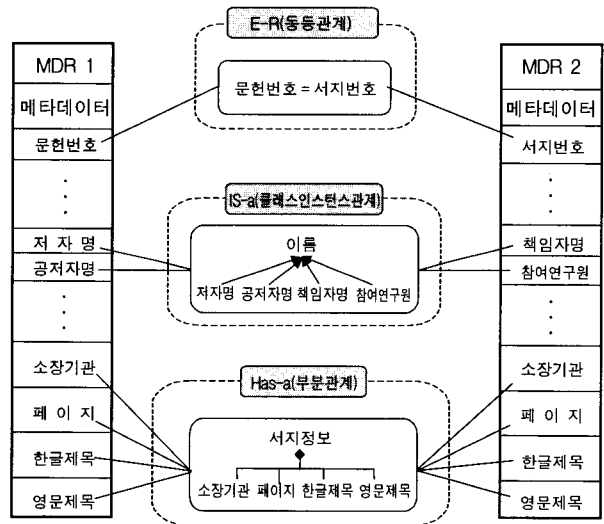 E-R(동등관계)
MDR 1
메타데이터
문헌번호
저 자 명
공저자명
소장기관
페 이 지
한글제목
영문제목
문헌번호 = 서지번호
IS-a(클래스인스턴스관계)
이름
저자명 공저자명 책임자명 참여연구원
Has-a(부분관계)
서지정보
소장기관 페이지 한글제목 영문제목
MDR 2
메타데이터
서지번호
책임자명
참여연구원
소장기관
페 이 지
한글제목
영문제목